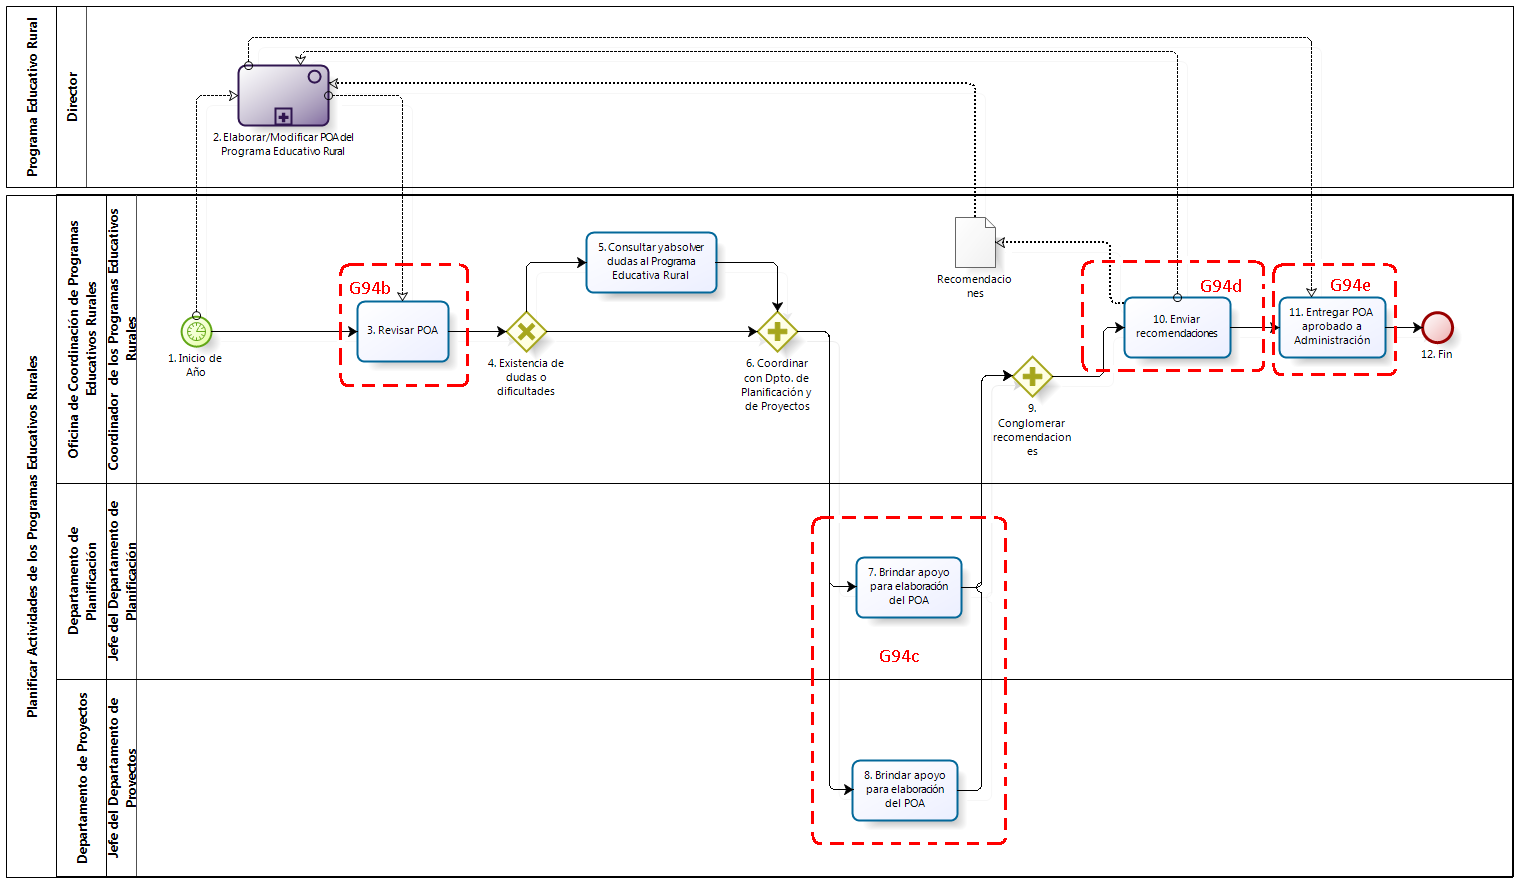 Programa Educativo Rural
Director
2. Elaborar/Modificar POA del
Programa Educativo Rural
Planificar Actividades de los Programas Educativos Rurales
Oficina de Coordinación de Programas
Educativos Rurales
Coordinador de los Programas Educativos
Rurales
1. Inicio de
Año
G94b
3. Revisar POA
4. Existencia de
dudas o
dificultades
5. Consultar y absolver
dudas al Programa
Educativa Rural
6. Coordinar
con Dpto. de
Planificación y
de Proyectos
Recomendacio
nes
9.
Conglomerar
recomendacion
es
G94d
10. Enviar
recomendaciones
G94e
11. Entregar POA
aprobado a
Administración
12. Fin
Departamento de
Planificación
Jefe del Departamento de
Planificación
7. Brindar apoyo
para elaboración
del POA
G94c
Departamento de Proyectos
Jefe del Departamento de
Proyectos
8. Brindar apoyo
para elaboración
del POA